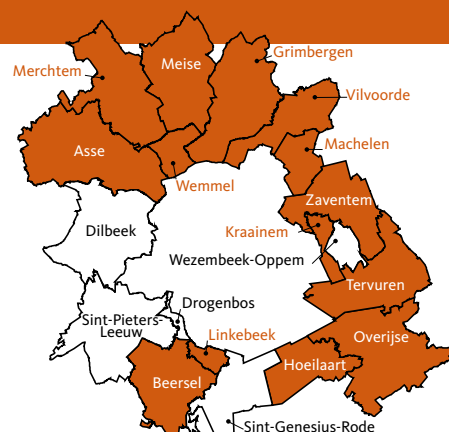 Grimbergen
Meise
Merchtem
Vilvoorde
Machelen
Asse
Wemmel
Zaventem
Dilbeek
Kraainem
Wezembeek-Oppem
Tervuren
Drogenbos
Sint-Pieters-
Leeuw
Linkebeek
Overijse
Hoeilaart
Beersel
Sint-Genesius-Rode